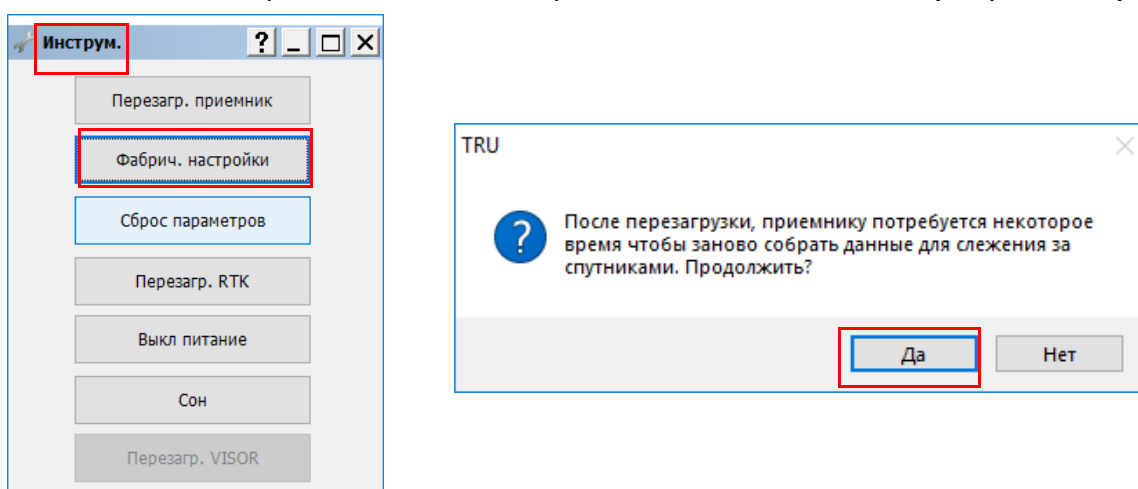 Инструм.
Перезагр. приемник
Фабрич. настройки
Сброс параметров
Перезагр. RTK
Выкл питание
Сон
Перезагр. VISOR
TRU
После перезагрузки, приемнику потребуется некоторое
время чтобы заново собрать данные для слежения за
спутниками. Продолжить?
Да
Нет